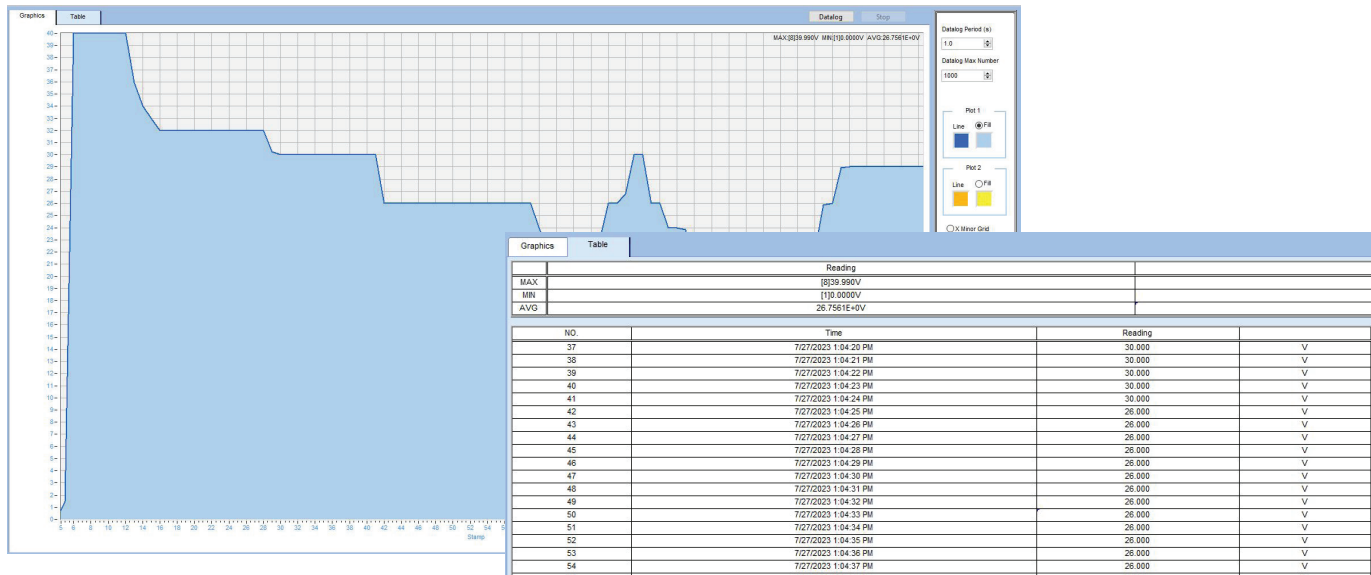 Graphics Table Datalog Stop
MAX:[8]39.990V MIN:[1]0.0000V AVG:26.7561E+0V
40
39
38
37
36
35
34
33
32
31
30
29
28
27
26
25
24
23
22
21
20
19
18
17
16
15
14
13
12
11
10
9
8
7
6
5
4
3
2
1
0
5 6 8 10 12 14 16 18 20 22 24 26 28 30 32 34 36 38 40 42 44 46 48 50 52 54
Stamp
Datalog Period (s)
1.0
Datalog Max Number
1000
Plot 1
Line Fill
Plot 2
Line Fill
X Minor Grid
Graphics Table
Reading
MAX [8]39.990V
MIN [1]0.0000V
AVG 26.7561E+0V
NO. Time Reading
37 7/27/2023 1:04:20 PM 30.000 V
38 7/27/2023 1:04:21 PM 30.000 V
39 7/27/2023 1:04:22 PM 30.000 V
40 7/27/2023 1:04:23 PM 30.000 V
41 7/27/2023 1:04:24 PM 30.000 V
42 7/27/2023 1:04:25 PM 26.000 V
43 7/27/2023 1:04:26 PM 26.000 V
44 7/27/2023 1:04:27 PM 26.000 V
45 7/27/2023 1:04:28 PM 26.000 V
46 7/27/2023 1:04:29 PM 26.000 V
47 7/27/2023 1:04:30 PM 26.000 V
48 7/27/2023 1:04:31 PM 26.000 V
49 7/27/2023 1:04:32 PM 26.000 V
50 7/27/2023 1:04:33 PM 26.000 V
51 7/27/2023 1:04:34 PM 26.000 V
52 7/27/2023 1:04:35 PM 26.000 V
53 7/27/2023 1:04:36 PM 26.000 V
54 7/27/2023 1:04:37 PM 26.000 V